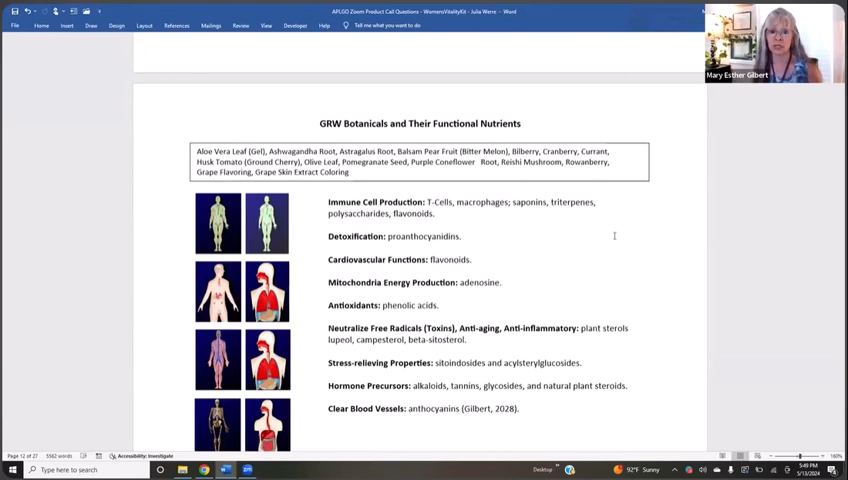 APLGO Zoom Product Call Questions - WomensVitalityKit - Julia Werre - Word
File Home Insert Draw Design Layout References Mailings Review View Developer Help Tell me what you want to do
Mary Esther Gilbert
GRW Botanicals and Their Functional Nutrients
Aloe Vera Leaf (Gel), Ashwagandha Root, Astragalus Root, Balsam Pear Fruit (Bitter Melon), Bilberry, Cranberry, Currant,
Husk Tomato (Ground Cherry), Olive Leaf, Pomegranate Seed, Purple Coneflower Root, Reishi Mushroom, Rowanberry,
Grape Flavoring, Grape Skin Extract Coloring
Immune Cell Production: T-Cells, macrophages; saponins, triterpenes,
polysaccharides, flavonoids.
Detoxification: proanthocyanidins.
Cardiovascular Functions: flavonoids.
Mitochondria Energy Production: adenosine.
Antioxidants: phenolic acids.
Neutralize Free Radicals (Toxins), Anti-aging, Anti-inflammatory: plant sterols
lupeol, campesterol, beta-sitosterol.
Stress-relieving Properties: sitoindosides and acylsterylglucosides.
Hormone Precursors: alkaloids, tannins, glycosides, and natural plant steroids.
Clear Blood Vessels: anthocyanins (Gilbert, 2028).
Page 12 of 27 5562 words Accessibility: Investigate 160%
Type here to search Desktop 92°F Sunny 5:49 PM
5/13/2024